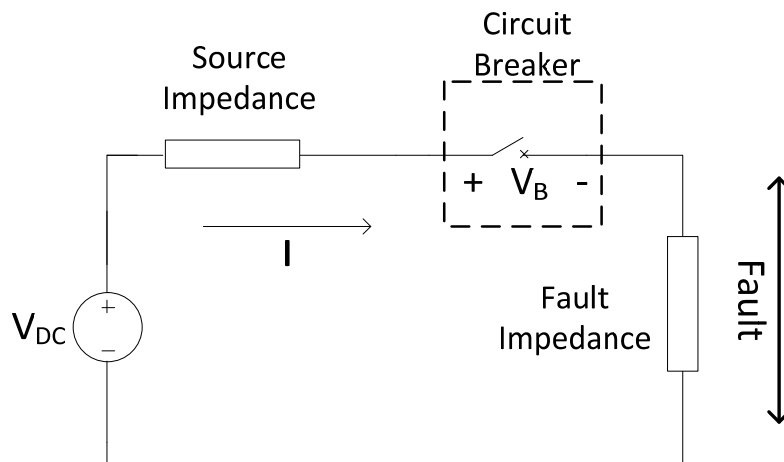 Circuit
Breaker
Source
Impedance
+ V_B -
I
V_DC
+
−
Fault
Impedance
Fault